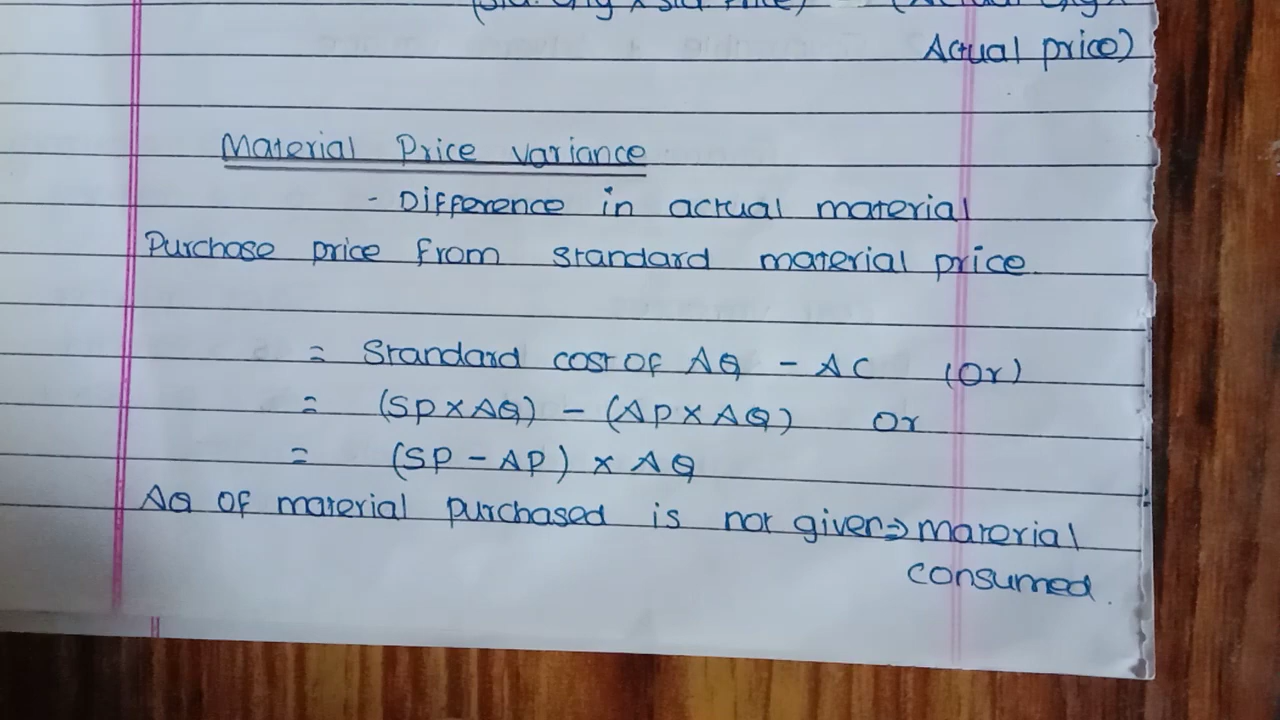 Actual price)
Material Price variance
- Difference in actual material
Purchase price from standard material price
= Standard cost of AQ - AC (Or)
= (SP X AQ) - (AP X AQ) Or
= (SP - AP) X AQ
AQ of material purchased is not given ⇒ material
consumed.